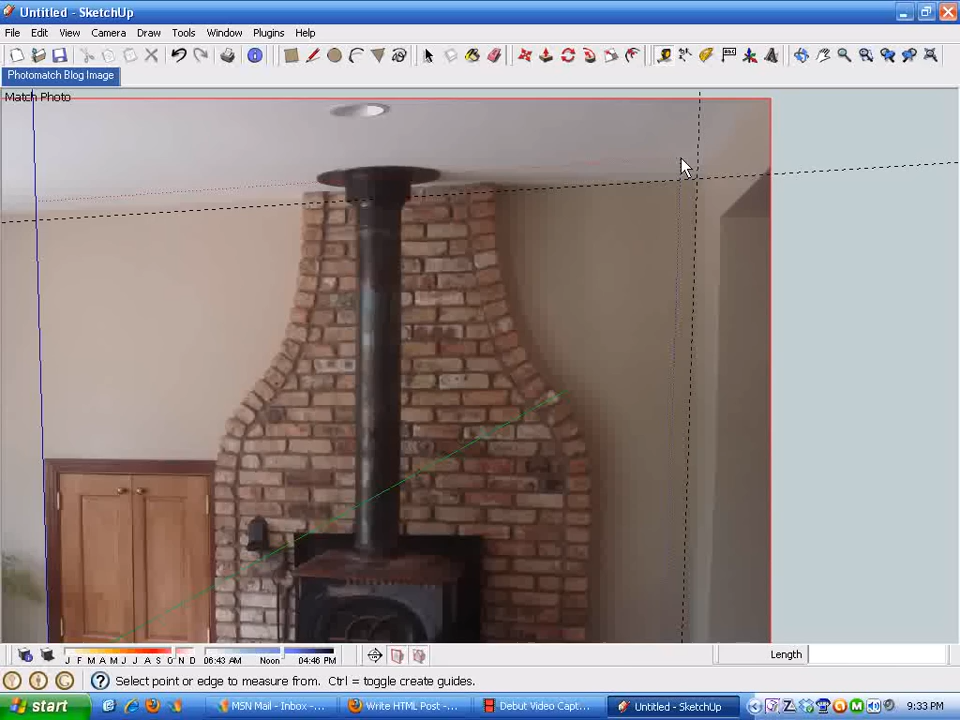 Untitled - SketchUp
File Edit View Camera Draw Tools Window Plugins Help
Photomatch Blog Image
Match Photo
J F M A M J J A S O N D 06:43 AM Noon 04:46 PM Length
Select point or edge to measure from. Ctrl = toggle create guides.
start MSN Mail - Inbox -... Write HTML Post -... Debut Video Capt... Untitled - SketchUp 9:33 PM